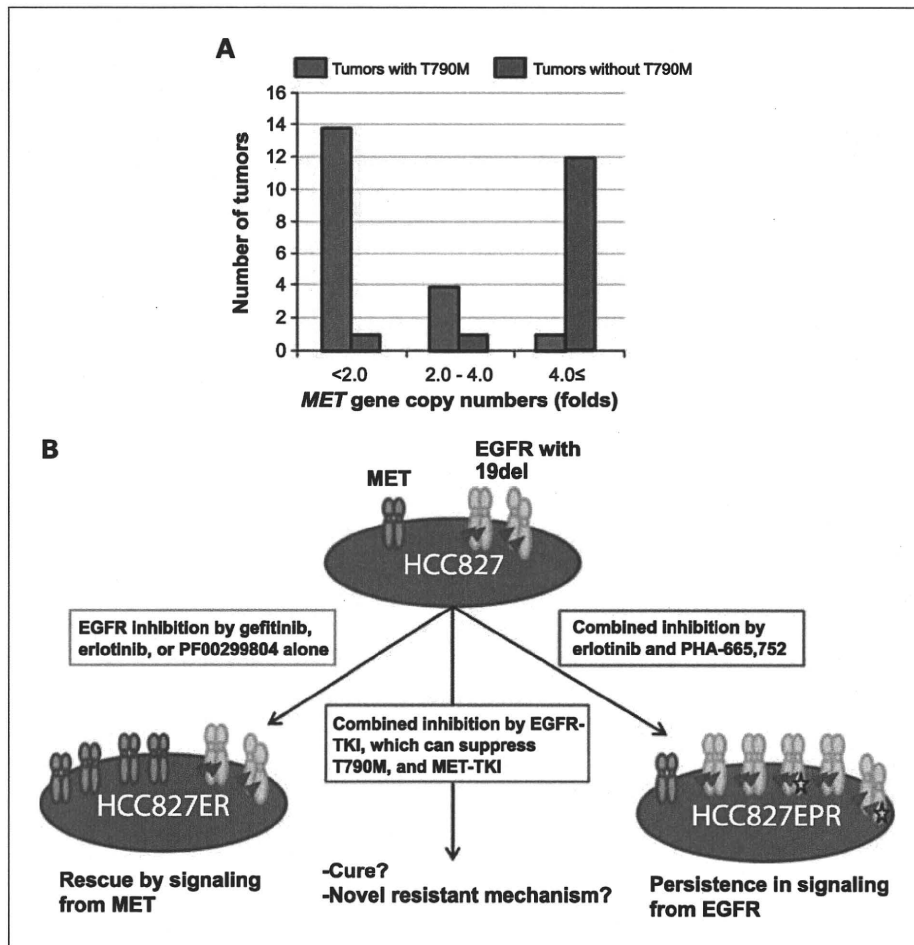 A
Tumors with T790M Tumors without T790M
16
14
12
10
8
6
4
2
0
Number of tumors
<2.0 2.0 - 4.0 4.0≤
MET gene copy numbers (folds)
B
EGFR with
19del
MET
HCC827
EGFR inhibition by gefitinib,
erlotinib, or PF00299804 alone
Combined inhibition by
erlotinib and PHA-665,752
Combined inhibition by EGFR-
TKI, which can suppress
T790M, and MET-TKI
HCC827ER
HCC827EPR
Rescue by signaling
from MET
-Cure?
-Novel resistant mechanism?
Persistence in signaling
from EGFR